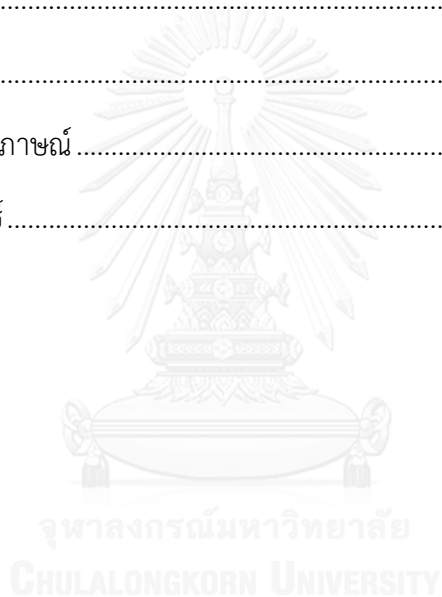 ........................................................................
........................................................................
ภาษณ์........................................................................
์........................................................................
จุฬาลงกรณ์มหาวิทยาลัย
CHULALONGKORN UNIVERSITY